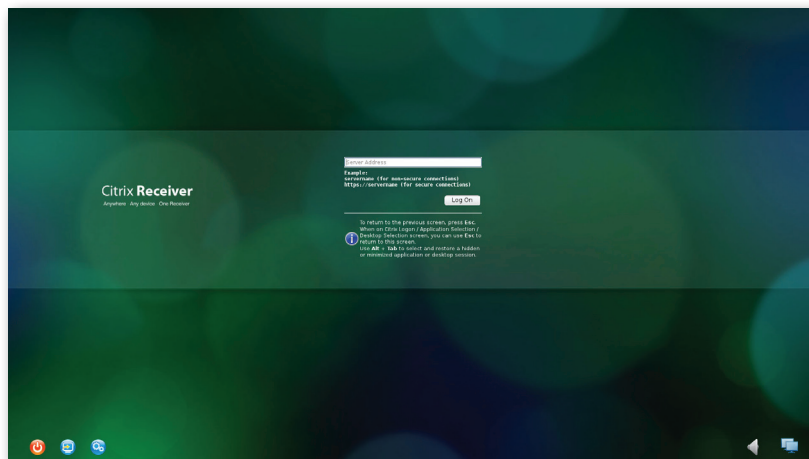 Server Address
Example:
servername (for non-secure connections)
https://servername (for secure connections)
Citrix Receiver
Anywhere Any device One Receiver
Log On
To return to the previous screen, press Esc.
When on Citrix Logon / Application Selection /
Desktop Selection screen, you can use Esc to
return to this screen.
Use Alt + Tab to select and restore a hidden
or minimized application or desktop session.